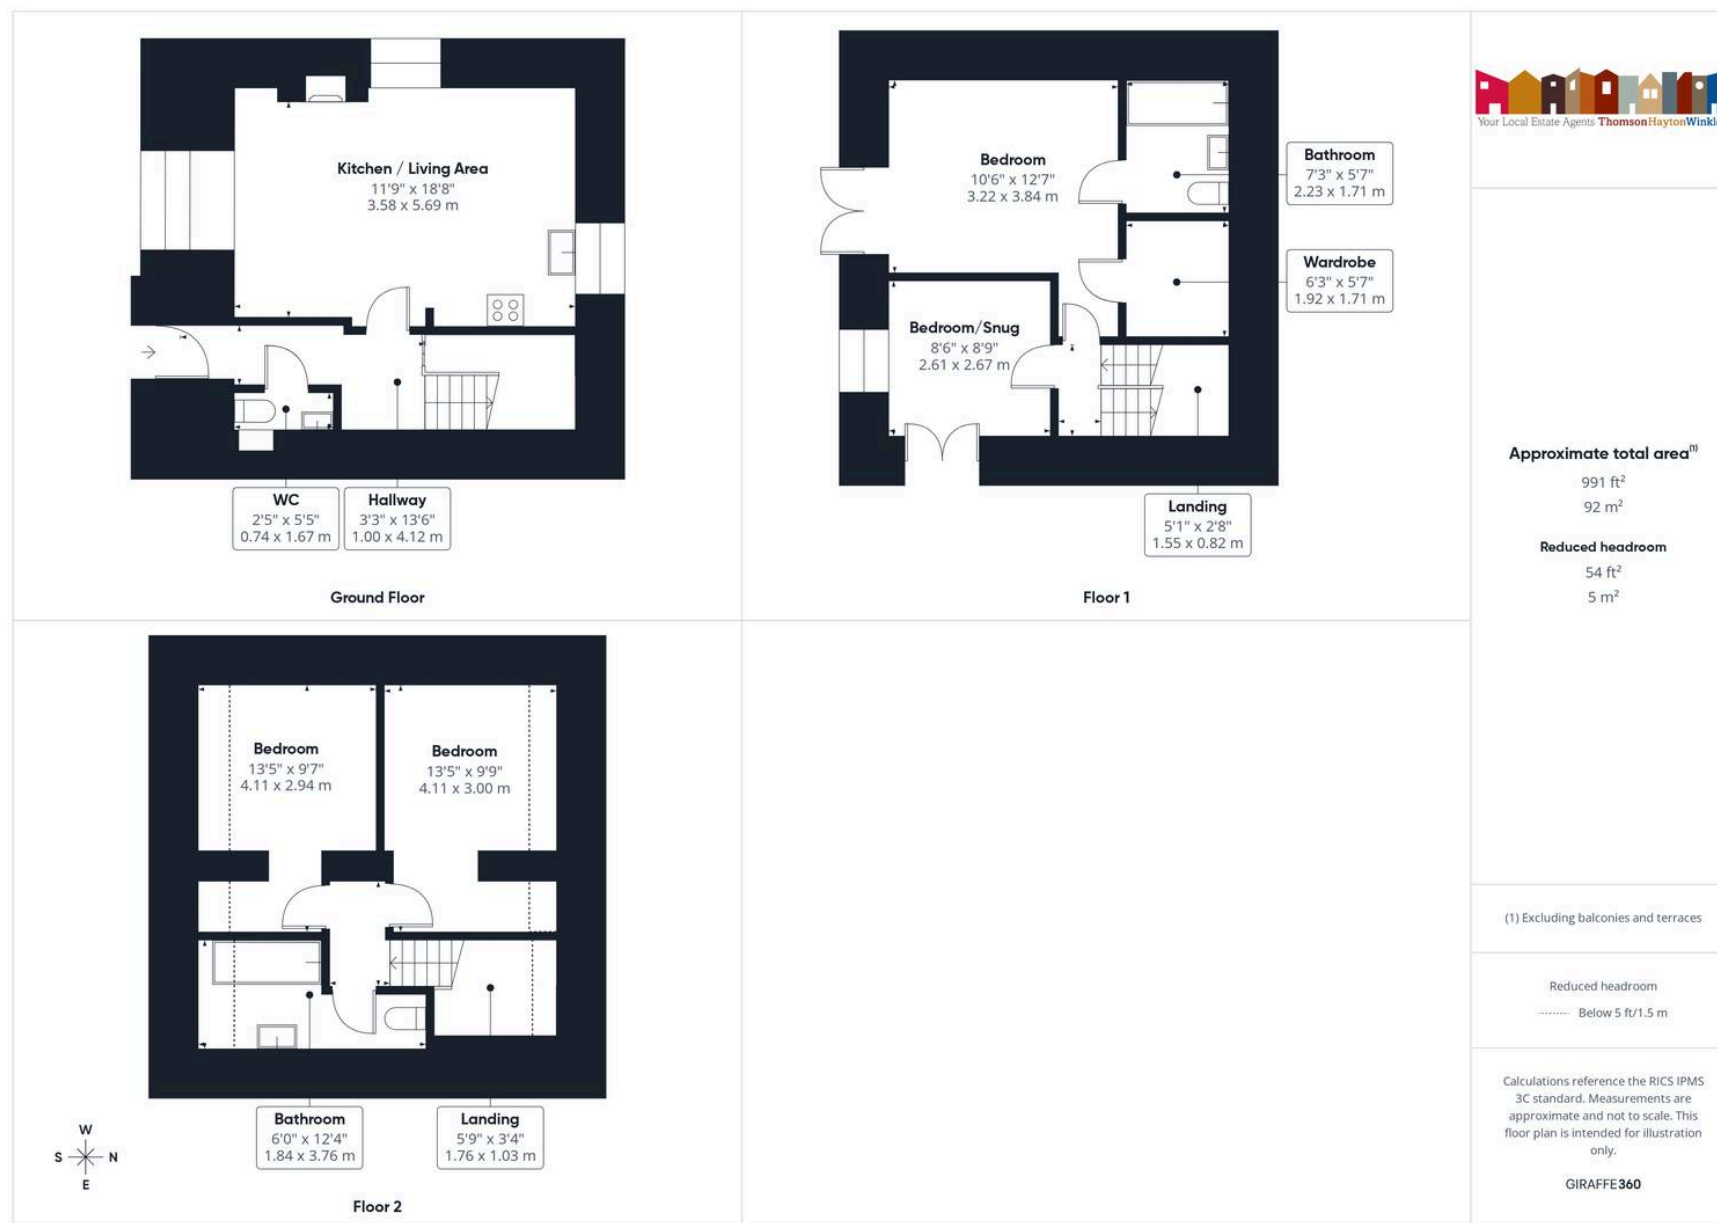 Kitchen / Living Area
11'9" x 18'8"
3.58 x 5.69 m
WC
2'5" x 5'5"
0.74 x 1.67 m
Hallway
3'3" x 13'6"
1.00 x 4.12 m
Ground Floor
Bedroom
10'6" x 12'7"
3.22 x 3.84 m
Bedroom/Snug
8'6" x 8'9"
2.61 x 2.67 m
Bathroom
7'3" x 5'7"
2.23 x 1.71 m
Wardrobe
6'3" x 5'7"
1.92 x 1.71 m
Landing
5'1" x 2'8"
1.55 x 0.82 m
Floor 1
Bedroom
13'5" x 9'7"
4.11 x 2.94 m
Bedroom
13'5" x 9'9"
4.11 x 3.00 m
Bathroom
6'0" x 12'4"
1.84 x 3.76 m
Landing
5'9" x 3'4"
1.76 x 1.03 m
W
S N
E
Floor 2
Your Local Estate Agents ThomsonHaytonWinkl
Approximate total area(1)
991 ft²
92 m²
Reduced headroom
54 ft²
5 m²
(1) Excluding balconies and terraces
Reduced headroom
Below 5 ft/1.5 m
Calculations reference the RICS IPMS
3C standard. Measurements are
approximate and not to scale. This
floor plan is intended for illustration
only.
GIRAFFE360